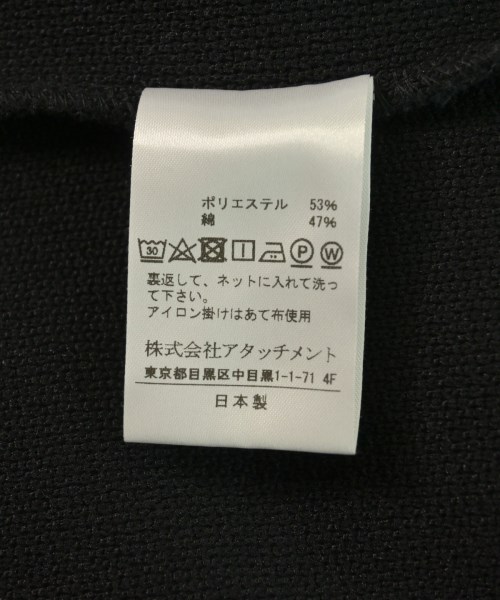 ポリエステル 53%
綿 47%
30 P W
裏返して、ネットに入れて洗っ
て下さい。
アイロン掛けはあて布使用
株式会社アタッチメント
東京都目黒区中目黒1-1-71 4F
日本製